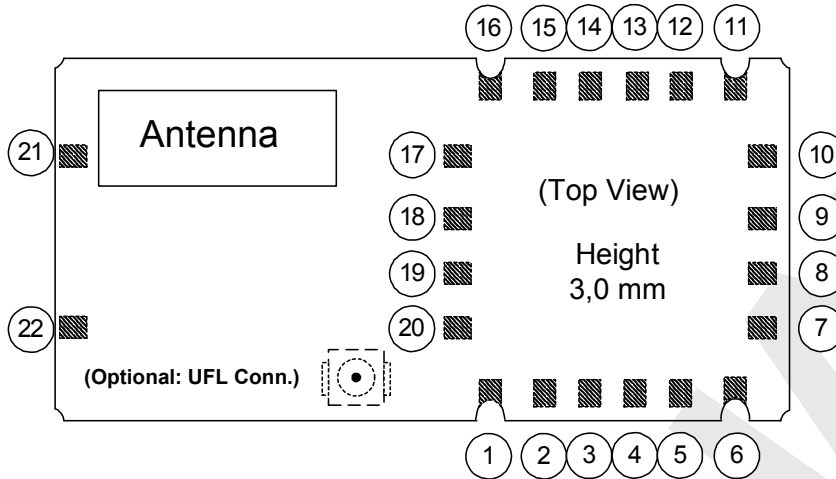 16 15 14 13 12 11
Antenna
21 17 10
(Top View)
18 9
Height
19 8
3,0 mm
22 20 7
(Optional: UFL Conn.)
1 2 3 4 5 6